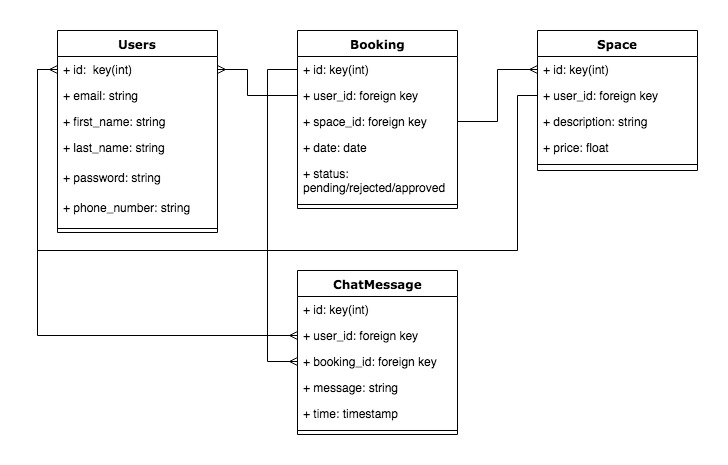 Users
+ id:  key(int)
+ email: string
+ first_name: string
+ last_name: string
+ password: string
+ phone_number: string
Booking
+ id: key(int)
+ user_id: foreign key
+ space_id: foreign key
+ date: date
+ status:
pending/rejected/approved
Space
+ id: key(int)
+ user_id: foreign key
+ description: string
+ price: float
ChatMessage
+ id: key(int)
+ user_id: foreign key
+ booking_id: foreign key
+ message: string
+ time: timestamp